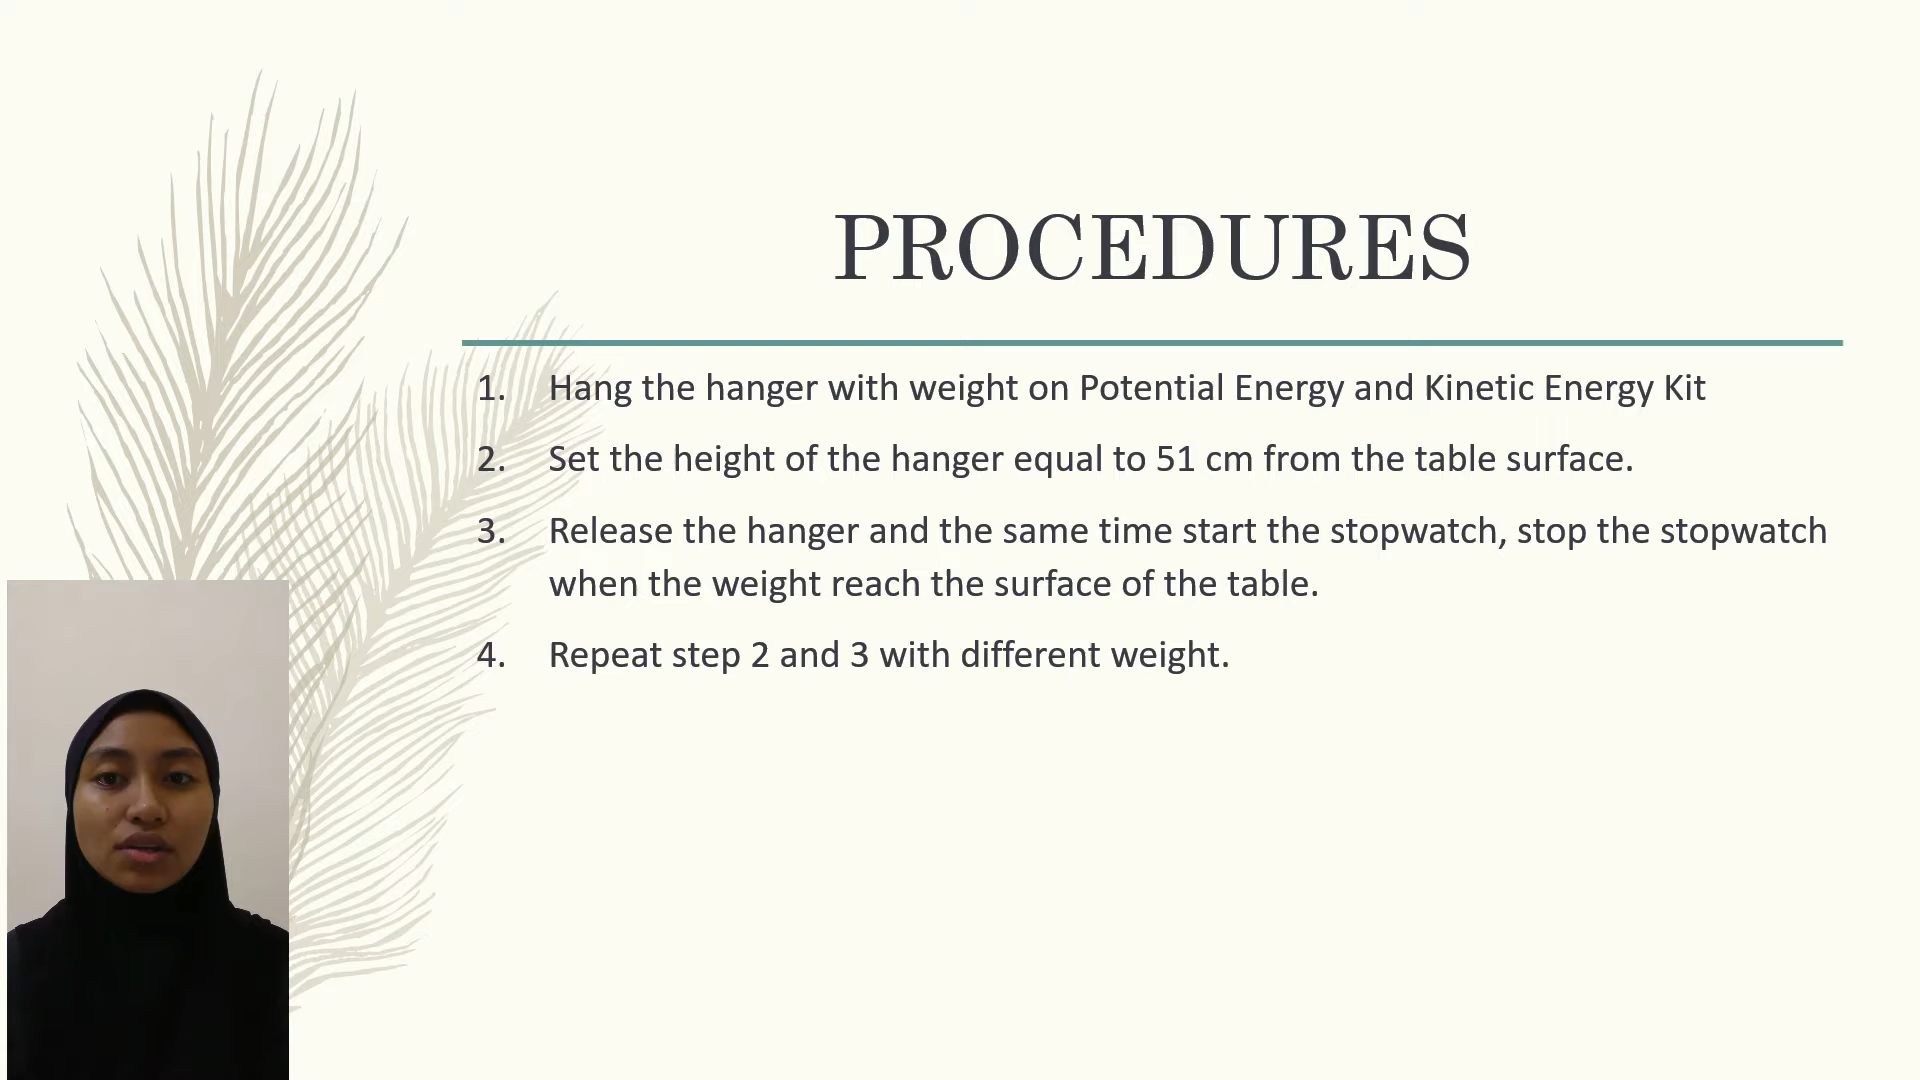 PROCEDURES
1. Hang the hanger with weight on Potential Energy and Kinetic Energy Kit
2. Set the height of the hanger equal to 51 cm from the table surface.
3. Release the hanger and the same time start the stopwatch, stop the stopwatch
when the weight reach the surface of the table.
4. Repeat step 2 and 3 with different weight.